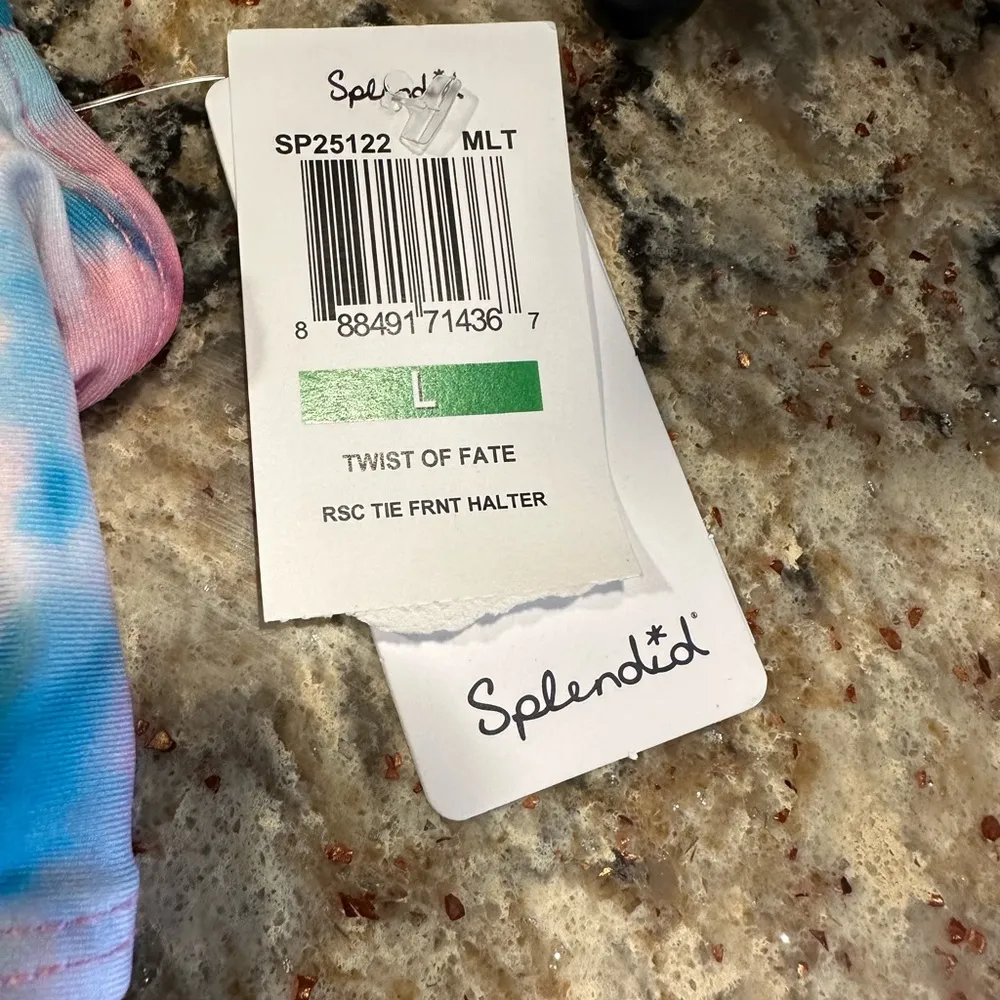 Splendid
SP25122 MLT
8 88491 71436 7
L
TWIST OF FATE
RSC TIE FRNT HALTER
Splendid